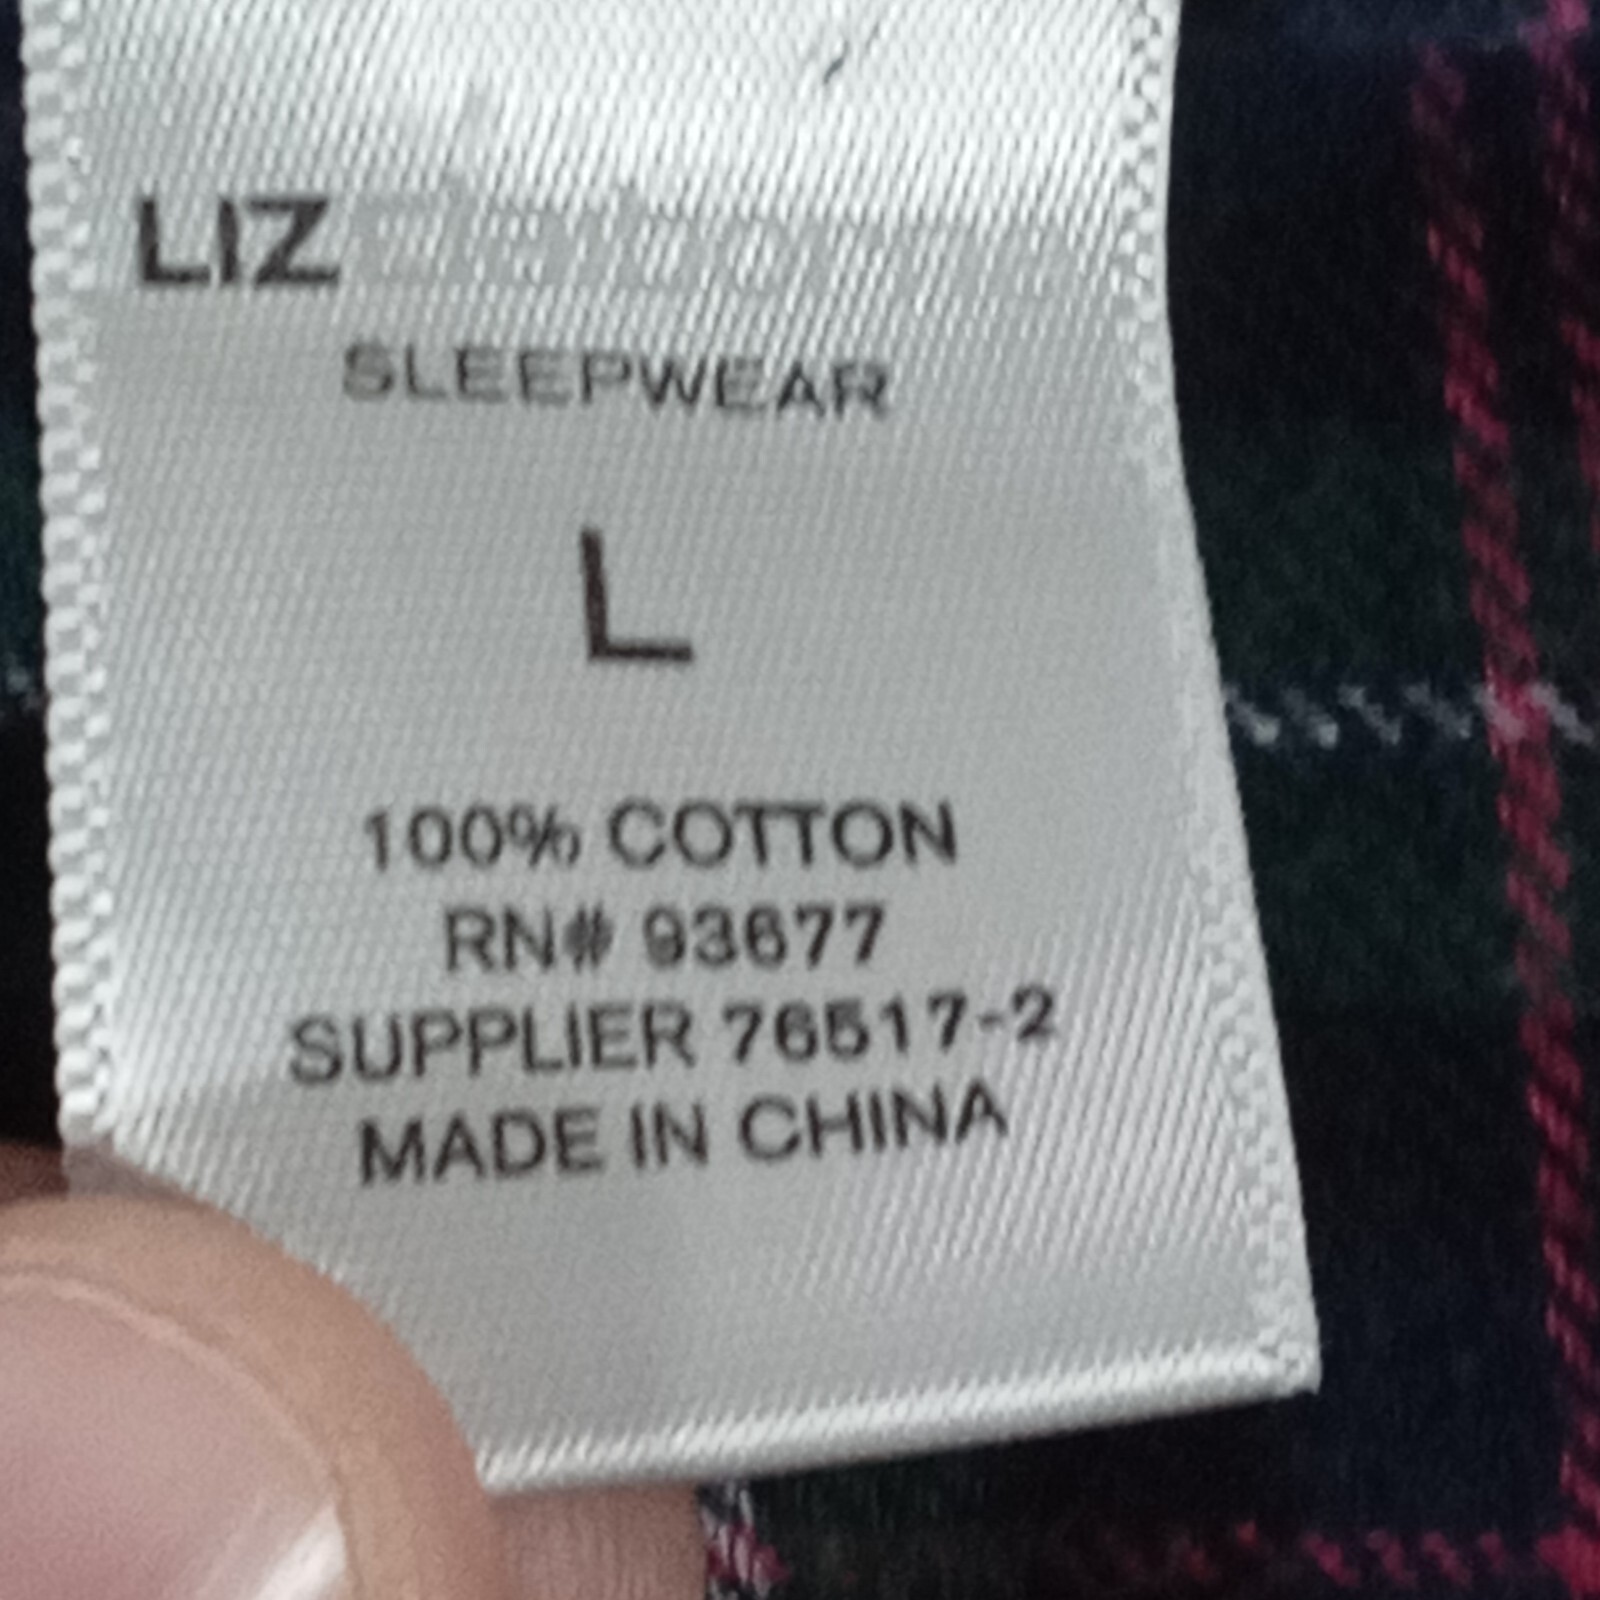 LIZ
SLEEPWEAR
L
100% COTTON
RN# 93677
SUPPLIER 76517-2
MADE IN CHINA